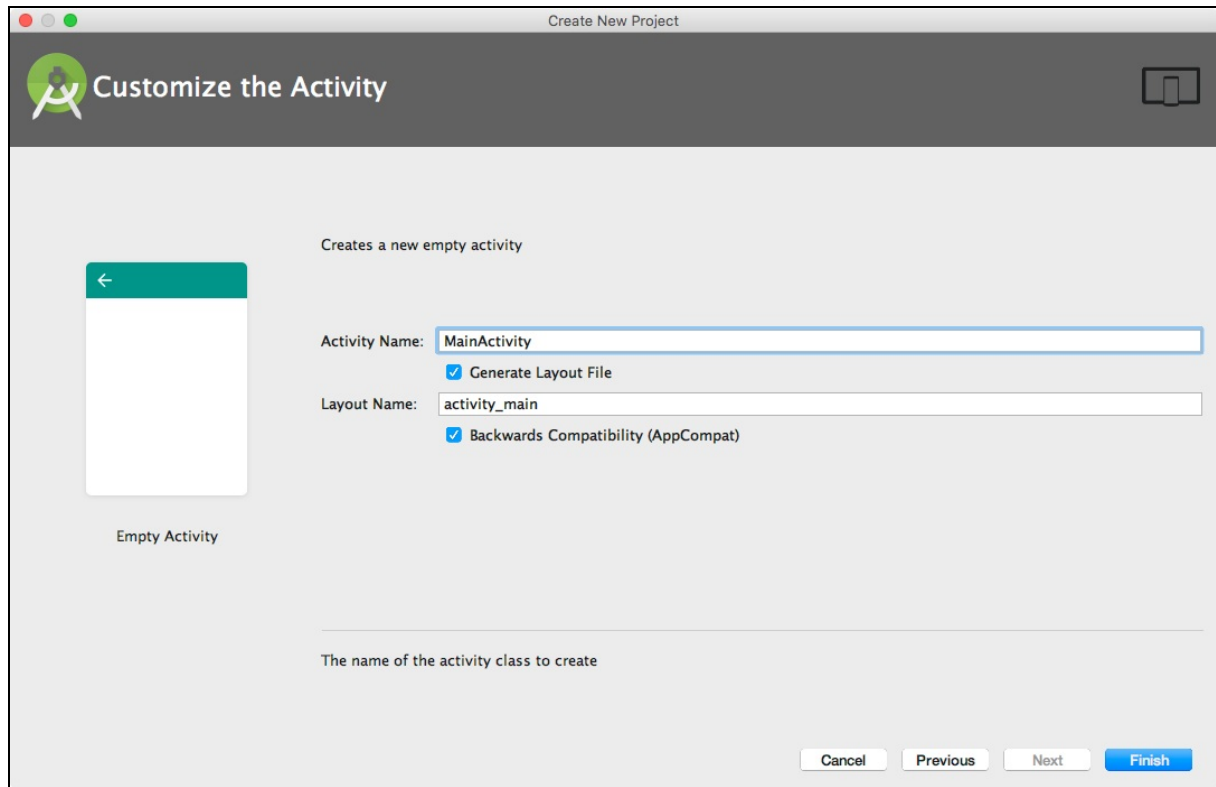 Create New Project
Customize the Activity
Creates a new empty activity
Activity Name: MainActivity
Generate Layout File
Layout Name: activity_main
Backwards Compatibility (AppCompat)
Empty Activity
The name of the activity class to create
Cancel Previous Next Finish